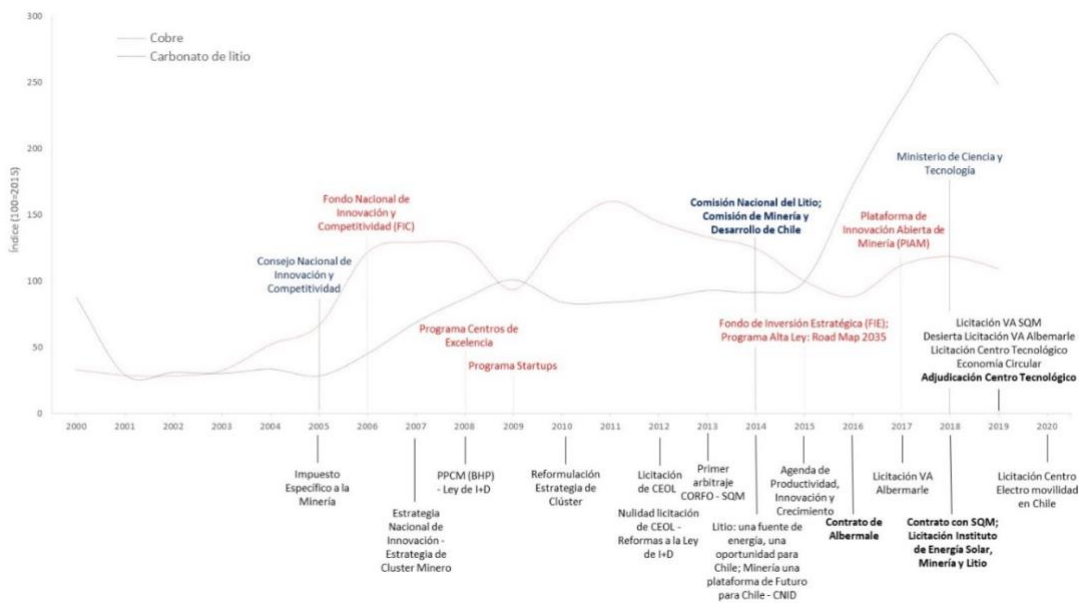 Índice (100=2015)
300
250
200
150
100
50
0
Cobre
Carbonato de litio
Consejo Nacional de
Innovación y
Competitividad
Fondo Nacional de
Innovación y
Competitividad (FIC)
Programa Centros de
Excelencia
Programa Startups
Comisión Nacional del Litio;
Comisión de Minería y
Desarrollo de Chile
Fondo de Inversión Estratégica (FIE);
Programa Alta Ley: Road Map 2035
Plataforma de
Innovación Abierta de
Minería (PIAM)
Ministerio de Ciencia y
Tecnología
Licitación VA SQM
Desierta Licitación VA Albemarle
Licitación Centro Tecnológico
Economía Circular
Adjudicación Centro Tecnológico
2000 2001 2002 2003 2004 2005 2006 2007 2008 2009 2010 2011 2012 2013 2014 2015 2016 2017 2018 2019 2020
Impuesto
Específico a la
Minería
Estrategia
Nacional de
Innovación -
Estrategia de
Cluster Minero
PPCM (BHP)
- Ley de I+D
Reformulación
Estrategia de
Clúster
Licitación
de CEOL
Nulidad licitación
de CEOL -
Reformas a la Ley
de I+D
Primer
arbitraje
CORFO - SQM
Litio: una fuente de
energía, una
oportunidad para
Chile; Minería una
plataforma de Futuro
para Chile - CNID
Agenda de
Productividad,
Innovación y
Crecimiento
Contrato de
Albermale
Licitación VA
Albermarle
Contrato con SQM;
Licitación Instituto
de Energía Solar,
Minería y Litio
Licitación Centro
Electro movilidad
en Chile